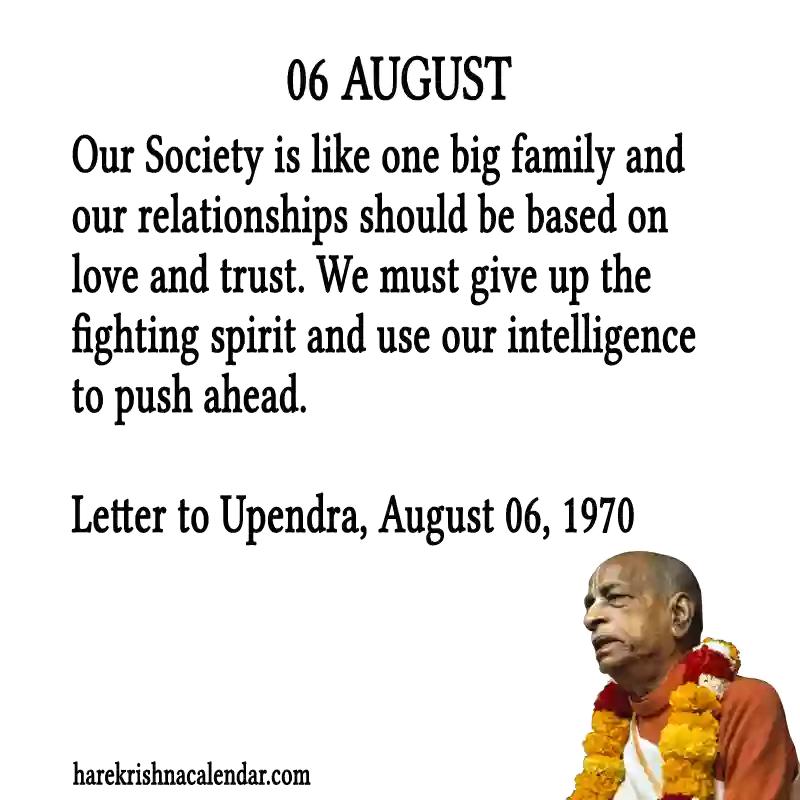 06 AUGUST
Our Society is like one big family and
our relationships should be based on
love and trust. We must give up the
fighting spirit and use our intelligence
to push ahead.
Letter to Upendra, August 06, 1970
harekrishnacalendar.com